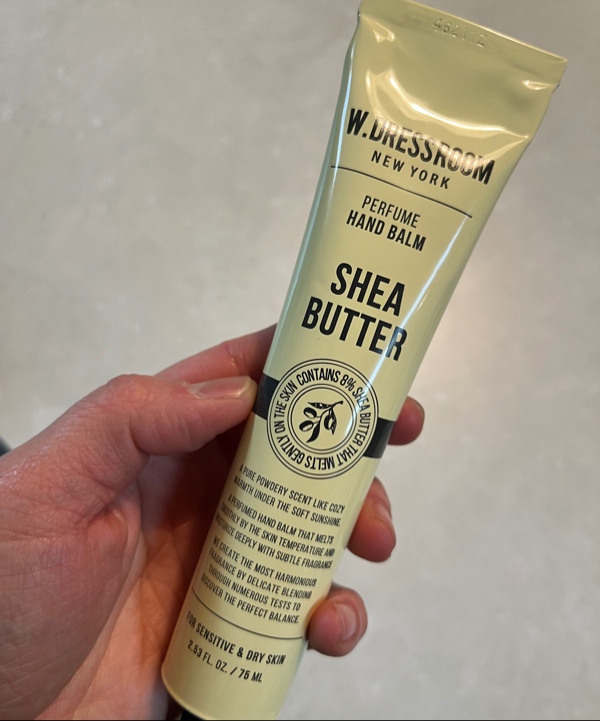 W.DRESSROOM
NEW YORK
PERFUME
HAND BALM
SHEA
BUTTER
CONTAINS 8% SHEA BUTTER THAT MELTS GENTLY ON THE SKIN
A PURE POWDERY SCENT LIKE COZY
WARMTH UNDER THE SOFT SUNSHINE.
A PERFUMED HAND BALM THAT MELTS
SMOOTHLY BY THE SKIN TEMPERATURE AND
MOISTURIZE DEEPLY WITH SUBTLE FRAGRANCE.
WE CREATE THE MOST HARMONIOUS
FRAGRANCE BY DELICATE BLENDING
THROUGH NUMEROUS TESTS TO
DISCOVER THE PERFECT BALANCE.
FOR SENSITIVE & DRY SKIN
2.53 FL. OZ. / 75 ML